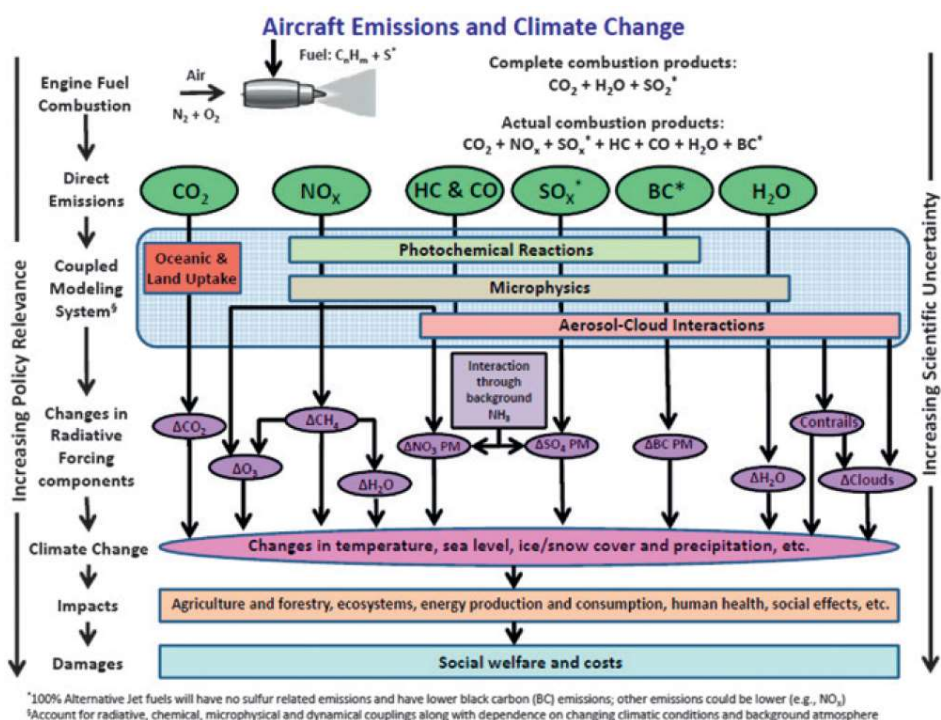 Aircraft Emissions and Climate Change
Engine Fuel
Combustion
Air
N₂ + O₂
Fuel: CₙHₘ + S*
Complete combustion products:
CO₂ + H₂O + SO₂*
Actual combustion products:
CO₂ + NOₓ + SOₓ* + HC + CO + H₂O + BC*
Direct
Emissions
CO₂
NOₓ
HC & CO
SOₓ*
BC*
H₂O
Coupled
Modeling
System§
Oceanic &
Land Uptake
Photochemical Reactions
Microphysics
Aerosol-Cloud Interactions
Changes in
Radiative
Forcing
components
Interaction
through
background
NH₃
ΔCO₂
ΔCH₄
ΔO₃
ΔH₂O
ΔNO₃ PM
ΔSO₄ PM
ΔBC PM
Contrails
ΔH₂O
ΔClouds
Climate Change
Changes in temperature, sea level, ice/snow cover and precipitation, etc.
Impacts
Agriculture and forestry, ecosystems, energy production and consumption, human health, social effects, etc.
Damages
Social welfare and costs
Increasing Policy Relevance
Increasing Scientific Uncertainty
*100% Alternative Jet fuels will have no sulfur related emissions and have lower black carbon (BC) emissions; other emissions could be lower (e.g., NOₓ)
§Account for radiative, chemical, microphysical and dynamical couplings along with dependence on changing climatic conditions and background atmosphere